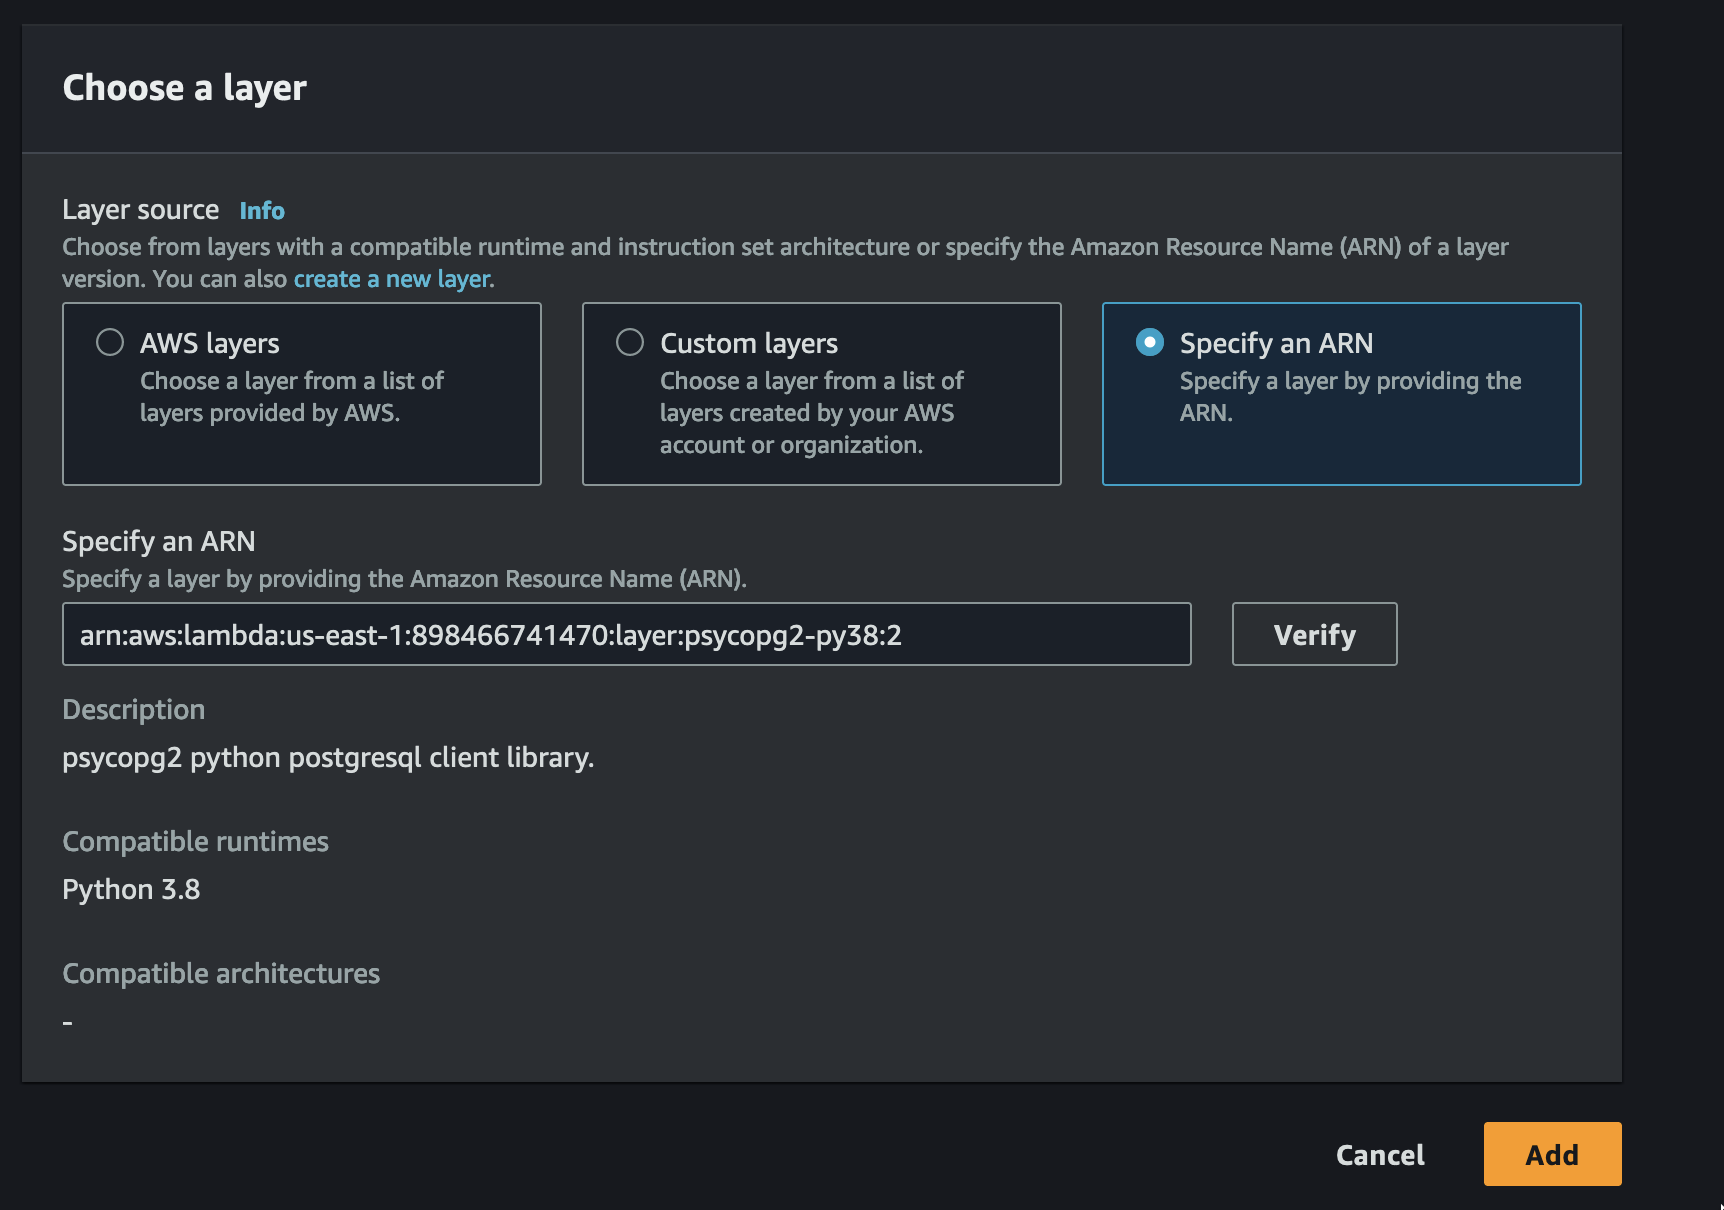 Choose a layer
Layer source Info
Choose from layers with a compatible runtime and instruction set architecture or specify the Amazon Resource Name (ARN) of a layer
version. You can also create a new layer.
AWS layers
Choose a layer from a list of
layers provided by AWS.
Custom layers
Choose a layer from a list of
layers created by your AWS
account or organization.
Specify an ARN
Specify a layer by providing the
ARN.
Specify an ARN
Specify a layer by providing the Amazon Resource Name (ARN).
arn:aws:lambda:us-east-1:898466741470:layer:psycopg2-py38:2
Verify
Description
psycopg2 python postgresql client library.
Compatible runtimes
Python 3.8
Compatible architectures
-
Cancel
Add